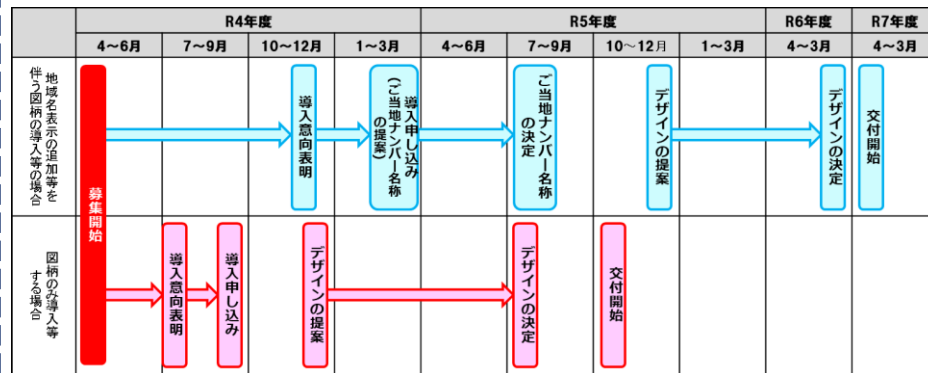 R4年度 R5年度 R6年度 R7年度
4～6月 7～9月 10～12月 1～3月 4～6月 7～9月 10～12月 1～3月 4～3月 4～3月
地域名表示の追加等を
伴う図柄の導入等の場合
募集開始
導入意向表明
導入申し込み
(ご当地ナンバー名称
の提案)
ご当地ナンバー名称
の決定
デザインの提案
デザインの決定
交付開始
図柄のみ導入等
する場合
導入意向表明
導入申し込み
デザインの提案
デザインの決定
交付開始